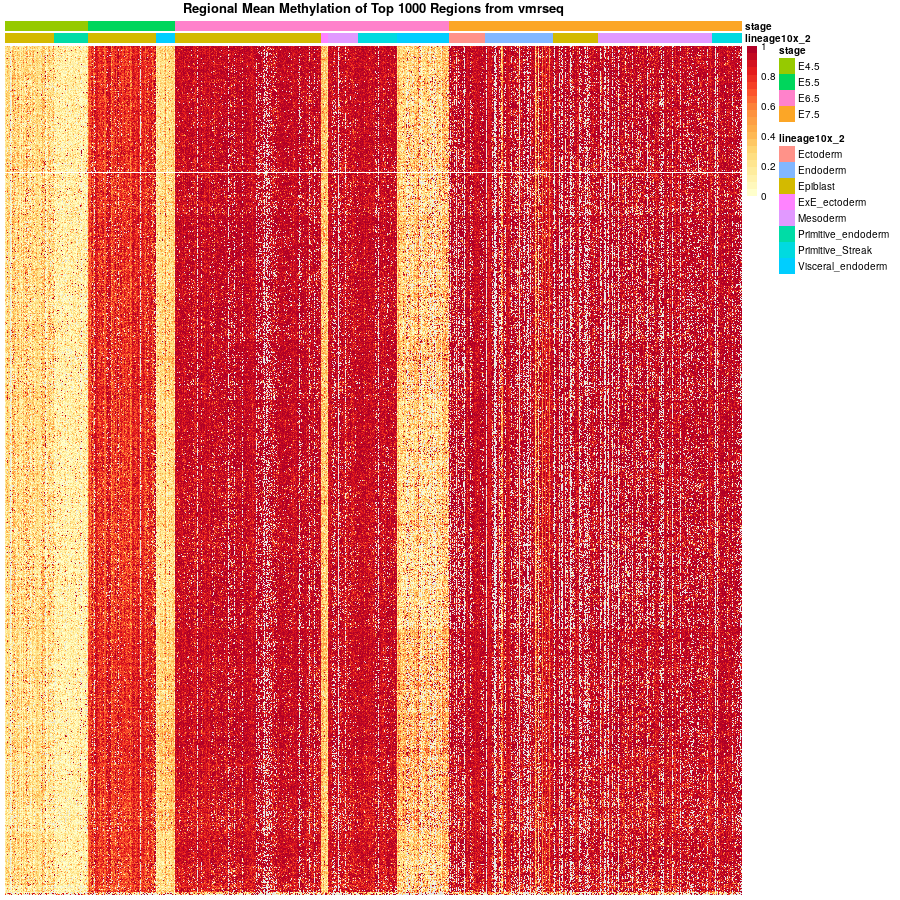 Regional Mean Methylation of Top 1000 Regions from vmrseq
stage
lineage10x_2
1
0.8
0.6
0.4
0.2
0
stage
E4.5
E5.5
E6.5
E7.5
lineage10x_2
Ectoderm
Endoderm
Epiblast
ExE_ectoderm
Mesoderm
Primitive_endoderm
Primitive_Streak
Visceral_endoderm